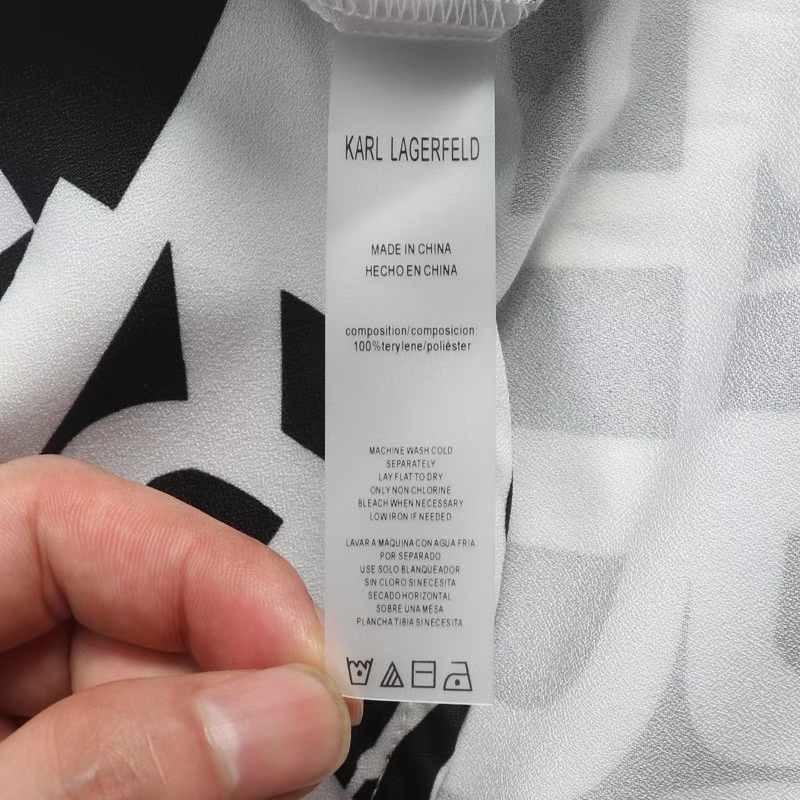 KARL LAGERFELD
MADE IN CHINA
HECHO EN CHINA
composition/composicion:
100%terylene/poliéster
MACHINE WASH COLD
SEPARATELY
LAY FLAT TO DRY
ONLY NON CHLORINE
BLEACH WHEN NECESSARY
LOW IRON IF NEEDED
LAVAR A MAQUINA CON AGUA FRIA
POR SEPARADO
USE SOLO BLANQUEADOR
SIN CLORO SI NECESITA
SECADO HORIZONTAL
SOBRE UNA MESA
PLANCHA TIBIA SI NECESITA